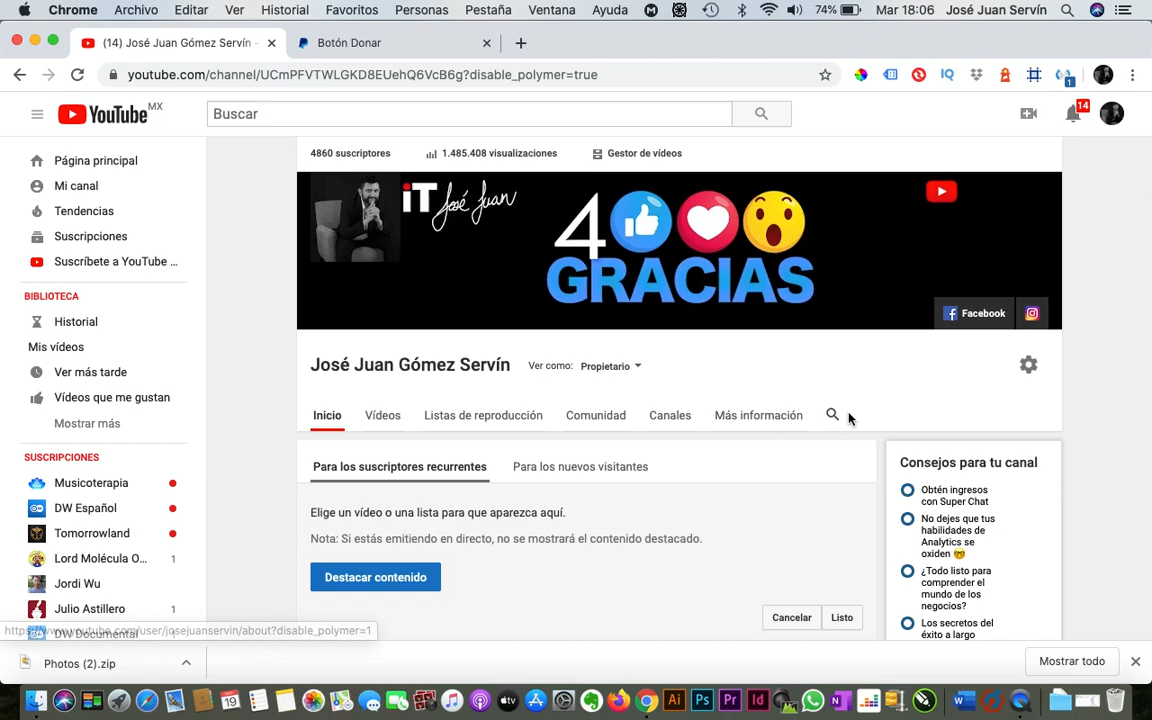 Chrome Archivo Editar Ver Historial Favoritos Personas Pestaña Ventana Ayuda 74% Mar 18:06 José Juan Servín
(14) José Juan Gómez Servín -
Botón Donar
youtube.com/channel/UCmPFVTWLGKD8EUehQ6VcB6g?disable_polymer=true
IQ
1
YouTube MX
Buscar
14
Página principal
Mi canal
Tendencias
Suscripciones
Suscríbete a YouTube ...
BIBLIOTECA
Historial
Mis vídeos
Ver más tarde
Vídeos que me gustan
Mostrar más
SUSCRIPCIONES
Musicoterapia
DW Español
Tomorrowland
Lord Molécula O... 1
Jordi Wu
Julio Astillero 1
DW Documental
4860 suscriptores
1.485.408 visualizaciones
Gestor de vídeos
iT José Juan
4
GRACIAS
Facebook
José Juan Gómez Servín
Ver como: Propietario
Inicio Vídeos Listas de reproducción Comunidad Canales Más información
Para los suscriptores recurrentes
Para los nuevos visitantes
Elige un vídeo o una lista para que aparezca aquí.
Nota: Si estás emitiendo en directo, no se mostrará el contenido destacado.
Destacar contenido
Cancelar Listo
Consejos para tu canal
Obtén ingresos
con Super Chat
No dejes que tus
habilidades de
Analytics se
oxiden
¿Todo listo para
comprender el
mundo de los
negocios?
Los secretos del
éxito a largo
https://www.youtube.com/user/josejuanservin/about?disable_polymer=1
Photos (2).zip
Mostrar todo
19
Ai Ps Pr Id
tv
N
W